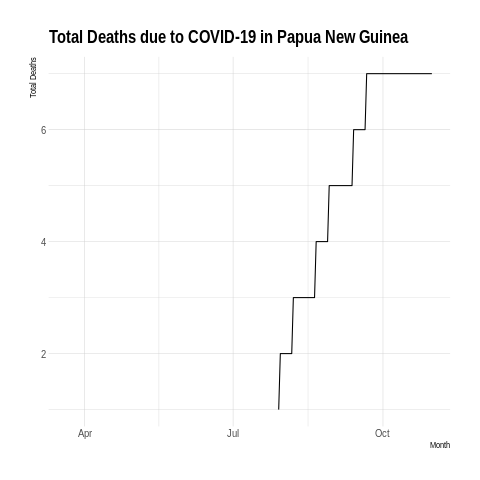 Total Deaths due to COVID-19 in Papua New Guinea
Total Deaths
6
4
2
Apr Jul Oct
Month